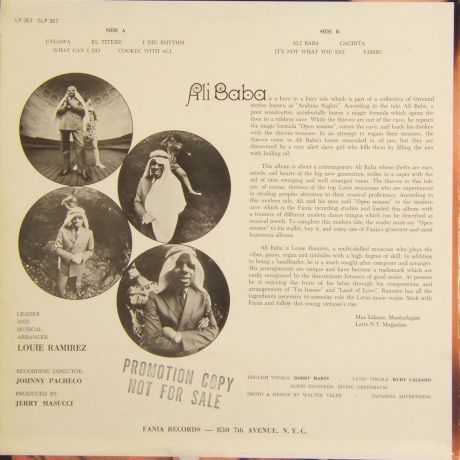 LP 357 - SLP 357
SIDE A
UNGAWA EL TITERE I DIG RHYTHM
WHAT CAN I DO COOKIN' WITH ALI
SIDE B
ALI BABA CACHITA
IT'S NOT WHAT YOU SAY YAMBU
Ali Baba is a hero in a fairy tale which is part of a collection of Oriental
stories known as "Arabian Nights". According to the tale, Ali Baba, a
poor woodcutter, accidentally learns a magic formula which opens the
door to a robbers cave. While the thieves are out of the cave, he repeats
the magic formula "Open sesame", enters the cave, and loads his donkey
with the thieves treasure. In an attempt to regain their treasure, the
thieves come to Ali Baba's house concealed in oil jars, but they are
discovered by a very alert slave girl who kills them by filling the jars
with boiling oil.
This album is about a contemporary Ali Baba whose thefts are ears,
minds, and hearts of the hip new generation, stolen in a caper with the
aid of nine swinging and well arranged tunes. The thieves in this tale
are, of course, thirteen of the top Latin musicians who are experienced
in stealing peoples attention to their musical proficiency. According to
this modern tale, Ali and his men said "Open sesame" to the modern
cave which is the Fania recording studios and loaded this album with
a treasure of different modern dance tempos which can be described as
musical jewels. To complete this modern tale, the reader must say "Open
sesame" to his wallet, buy it, and enjoy one of Fania's grooviest and most
humorous albums.
Ali Baba is Louie Ramirez, a multi-skilled musician who plays the
vibes, piano, organ and timbales with a high degree of skill. In addition
to being a bandleader, he is a much sought after composer and arranger.
His arrangements are unique and have become a trademark which are
easily recognized by the discriminate listeners of good music. At present
he is enjoying the fruits of his labor through his compositions and
arrangements of "I'm Insane" and "Land of Love". Ramirez has all the
ingredients necessary to someday rule the Latin music realm. Stick with
Fania and follow this young virtuoso's rise.
Max Salazar, Musicologist
Latin N.Y. Magazine
LEADER
AND
MUSICAL
ARRANGER
LOUIE RAMIREZ
RECORDING DIRECTOR:
JOHNNY PACHECO
PRODUCED BY:
JERRY MASUCCI
PROMOTION COPY
NOT FOR SALE
ENGLISH VOCALS: BOBBY MARIN / LATIN VOCALS: RUDY CALZADO
AUDIO ENGINEER: IRVING GREENBAUM
PHOTO & DESIGN BY WALTER VELEZ / SANABRIA ADVERTISING
FANIA RECORDS — 850 7th AVENUE, N. Y. C.